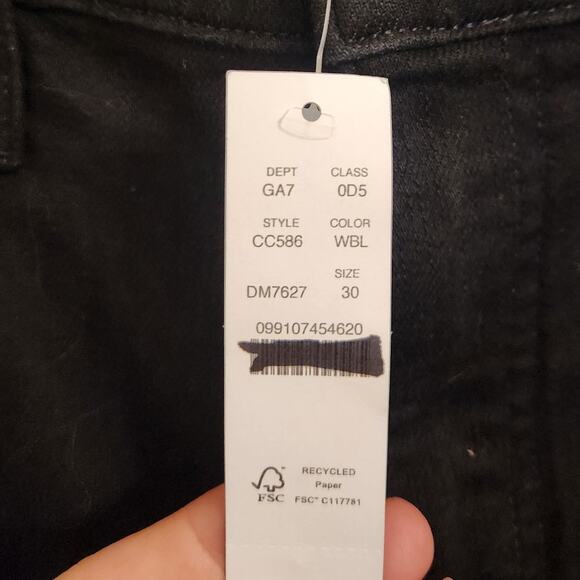 DEPT CLASS
GA7 0D5
STYLE COLOR
CC586 WBL
SIZE
DM7627 30
099107454620
RECYCLED
Paper
FSC FSC™ C117781